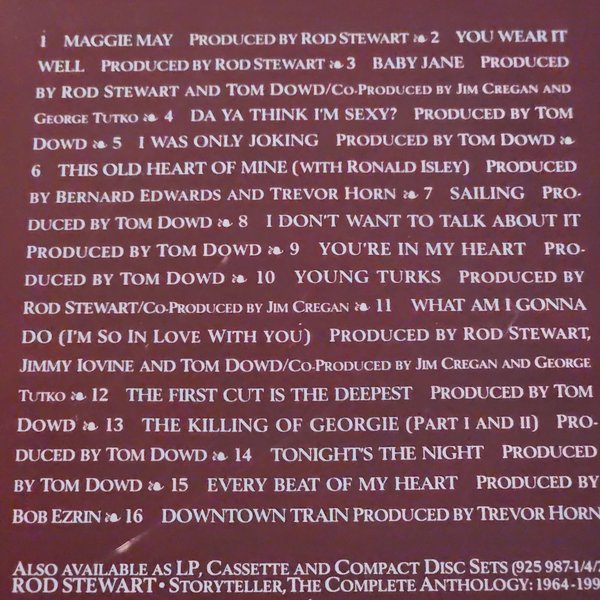 1 MAGGIE MAY PRODUCED BY ROD STEWART ❧ 2 YOU WEAR IT
WELL PRODUCED BY ROD STEWART ❧ 3 BABY JANE PRODUCED
BY ROD STEWART AND TOM DOWD/CO-PRODUCED BY JIM CREGAN AND
GEORGE TUTKO ❧ 4 DA YA THINK I'M SEXY? PRODUCED BY TOM
DOWD ❧ 5 I WAS ONLY JOKING PRODUCED BY TOM DOWD ❧
6 THIS OLD HEART OF MINE (WITH RONALD ISLEY) PRODUCED
BY BERNARD EDWARDS AND TREVOR HORN ❧ 7 SAILING PRO-
DUCED BY TOM DOWD ❧ 8 I DON'T WANT TO TALK ABOUT IT
PRODUCED BY TOM DOWD ❧ 9 YOU'RE IN MY HEART PRO-
DUCED BY TOM DOWD ❧ 10 YOUNG TURKS PRODUCED BY
ROD STEWART/CO-PRODUCED BY JIM CREGAN ❧ 11 WHAT AM I GONNA
DO (I'M SO IN LOVE WITH YOU) PRODUCED BY ROD STEWART,
JIMMY IOVINE AND TOM DOWD/CO-PRODUCED BY JIM CREGAN AND GEORGE
TUTKO ❧ 12 THE FIRST CUT IS THE DEEPEST PRODUCED BY TOM
DOWD ❧ 13 THE KILLING OF GEORGIE (PART I AND II) PRO-
DUCED BY TOM DOWD ❧ 14 TONIGHT'S THE NIGHT PRODUCED
BY TOM DOWD ❧ 15 EVERY BEAT OF MY HEART PRODUCED BY
BOB EZRIN ❧ 16 DOWNTOWN TRAIN PRODUCED BY TREVOR HORN
ALSO AVAILABLE AS LP, CASSETTE AND COMPACT DISC SETS (925 987-1/4/
ROD STEWART • STORYTELLER, THE COMPLETE ANTHOLOGY: 1964-199